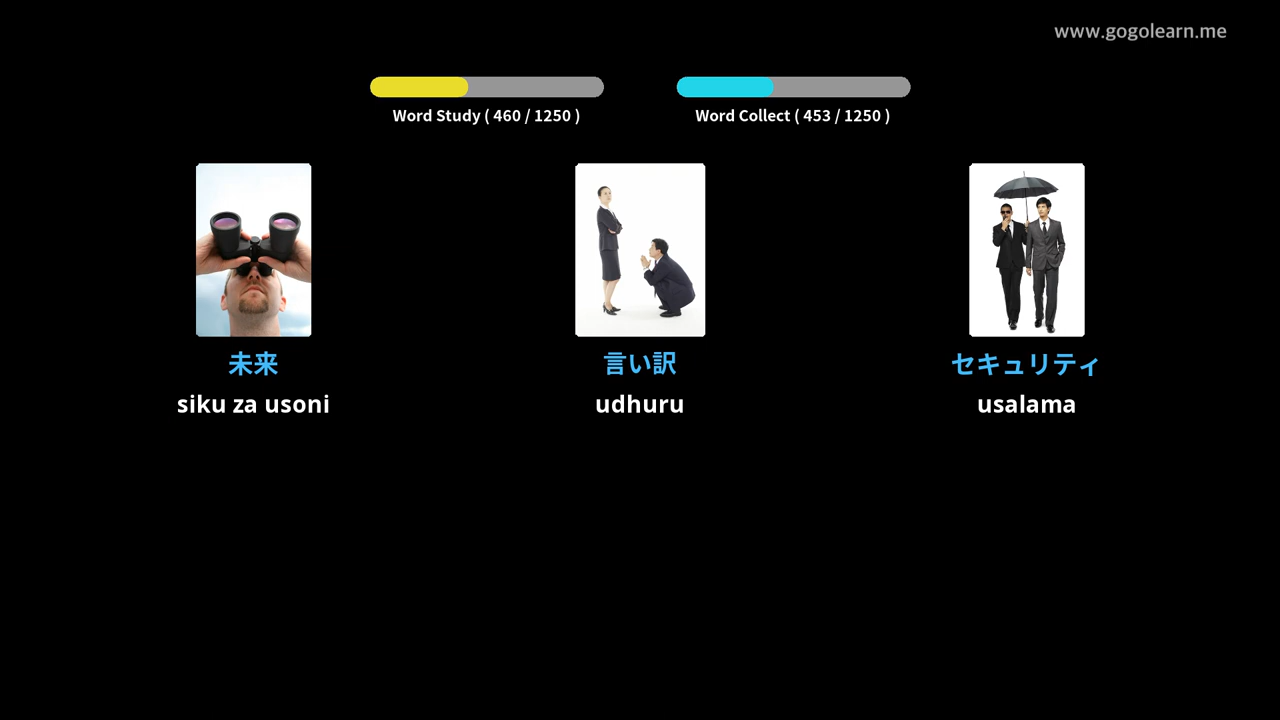 www.gogolearn.me
Word Study ( 460 / 1250 )
Word Collect ( 453 / 1250 )
未来
言い訳
セキュリティ
siku za usoni
udhuru
usalama